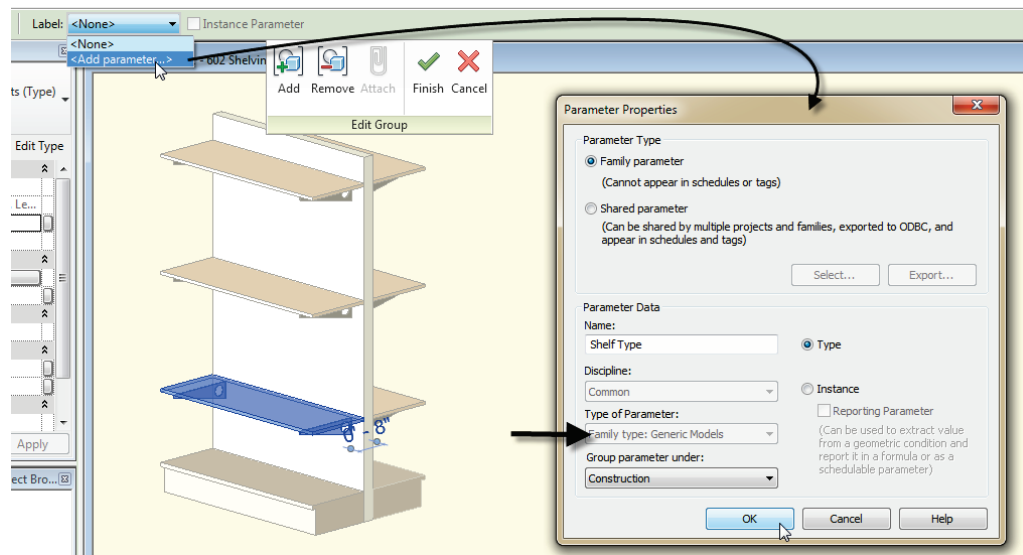 Label: <None>
Instance Parameter
<None>
<Add parameter...>
- 602 Shelvin
ts (Type)
Edit Type
Le...
Apply
ect Bro...
Add Remove Attach Finish Cancel
Edit Group
0' - 8"
Parameter Properties
Parameter Type
Family parameter
(Cannot appear in schedules or tags)
Shared parameter
(Can be shared by multiple projects and families, exported to ODBC, and
appear in schedules and tags)
Select... Export...
Parameter Data
Name:
Shelf Type
Type
Discipline:
Common
Instance
Type of Parameter:
Reporting Parameter
Family type: Generic Models
(Can be used to extract value
from a geometric condition and
report it in a formula or as a
schedulable parameter)
Group parameter under:
Construction
OK Cancel Help